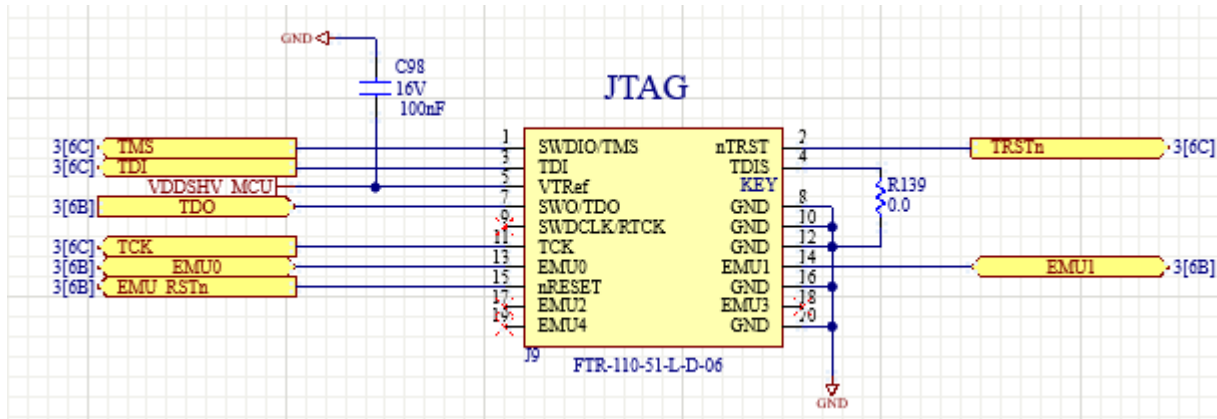 GND
C98
16V
100nF
JTAG
1 SWDIO/TMS nTRST 2
3[6C] TMS TRSTn 3[6C]
3 TDI TDIS 4
3[6C] TDI
5 VTRef KEY
VDDSHV_MCU
R139
0.0
7 SWO/TDO GND 8
3[6B] TDO
9 SWDCLK/RTCK GND 10
11 TCK GND 12
3[6C] TCK
13 EMU0 EMU1 14
3[6B] EMU0 EMU1 3[6B]
15 nRESET GND 16
3[6B] EMU_RSTn
17 EMU2 EMU3 18
19 EMU4 GND 20
J9
FTR-110-51-L-D-06
GND